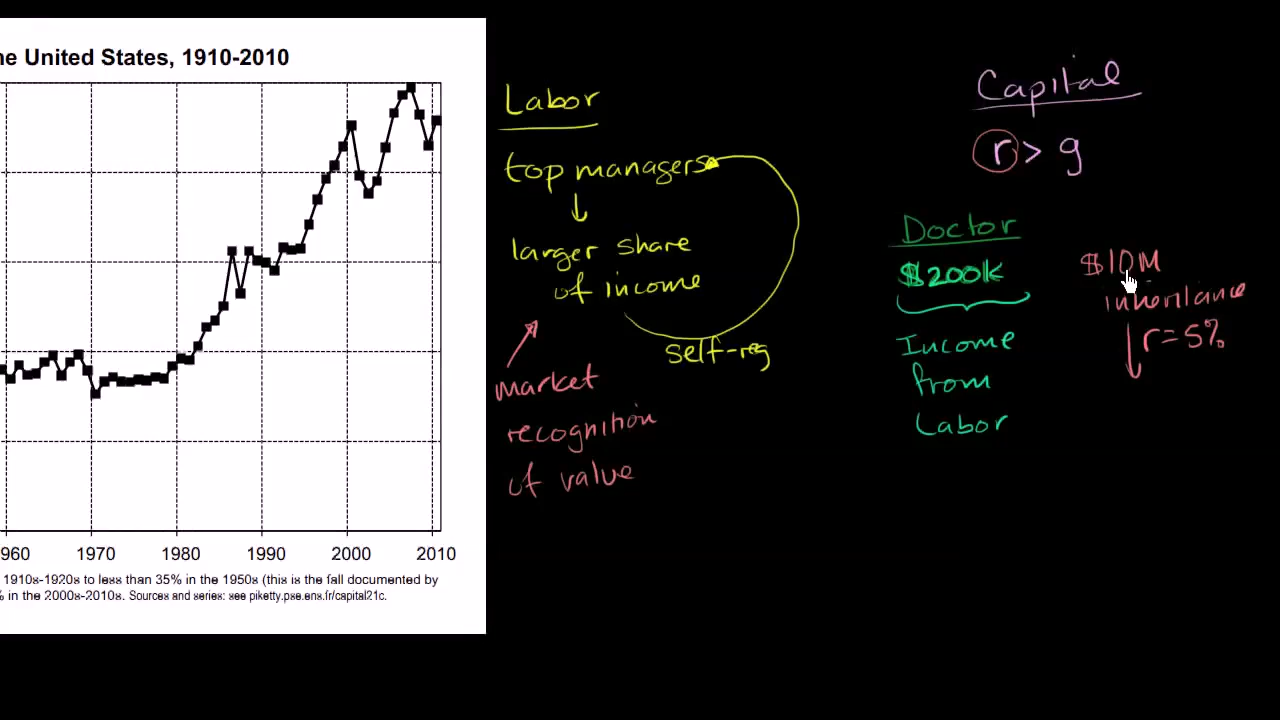 he United States, 1910-2010
960 1970 1980 1990 2000 2010
1910s-1920s to less than 35% in the 1950s (this is the fall documented by
% in the 2000s-2010s. Sources and series: see piketty.pse.ens.fr/capital21c.
Labor
top managers
larger share
of income
self-reg
market
recognition
of value
Capital
r > g
Doctor
$200k
Income
from
Labor
$10M
inheritance
r=5%